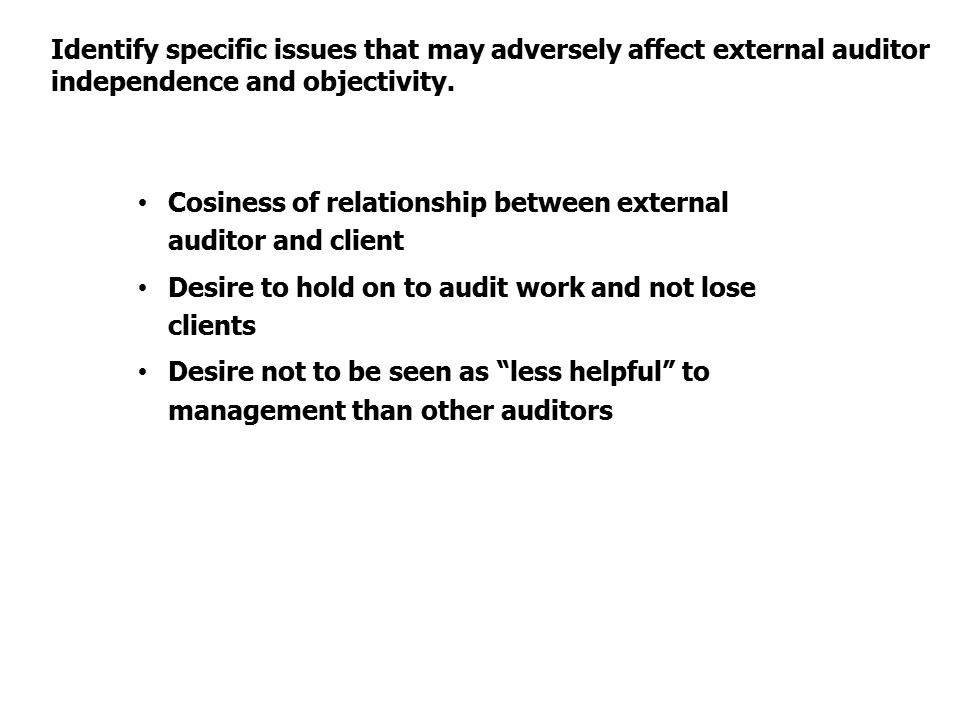 Identify specific issues that may adversely affect external auditor
independence and objectivity.
• Cosiness of relationship between external
auditor and client
• Desire to hold on to audit work and not lose
clients
• Desire not to be seen as “less helpful” to
management than other auditors